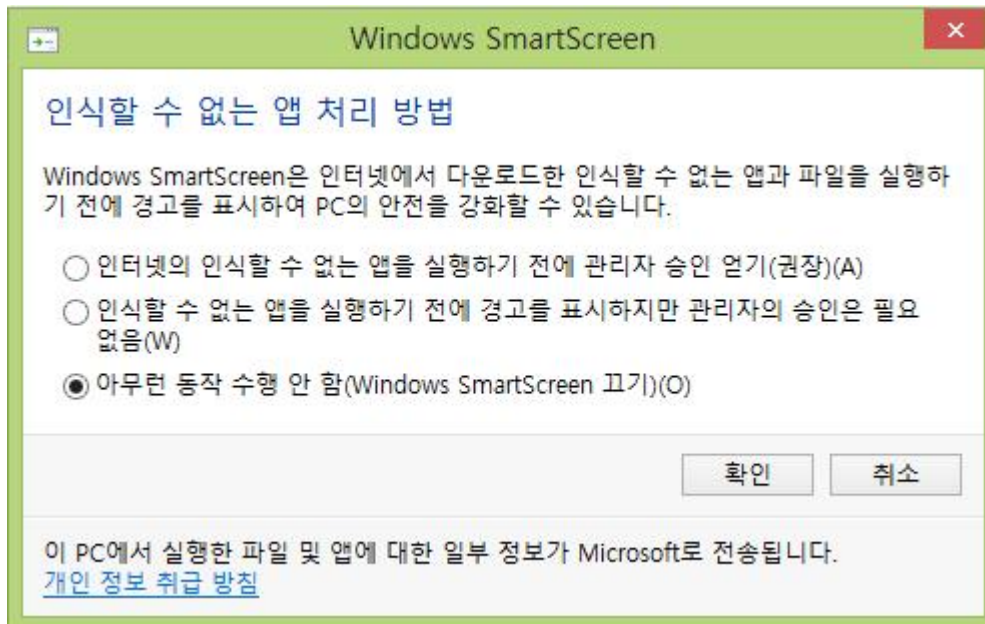 Windows SmartScreen
인식할 수 없는 앱 처리 방법
Windows SmartScreen은 인터넷에서 다운로드한 인식할 수 없는 앱과 파일을 실행하
기 전에 경고를 표시하여 PC의 안전을 강화할 수 있습니다.
인터넷의 인식할 수 없는 앱을 실행하기 전에 관리자 승인 얻기(권장)(A)
인식할 수 없는 앱을 실행하기 전에 경고를 표시하지만 관리자의 승인은 필요
없음(W)
아무런 동작 수행 안 함(Windows SmartScreen 끄기)(O)
확인 취소
이 PC에서 실행한 파일 및 앱에 대한 일부 정보가 Microsoft로 전송됩니다.
개인 정보 취급 방침